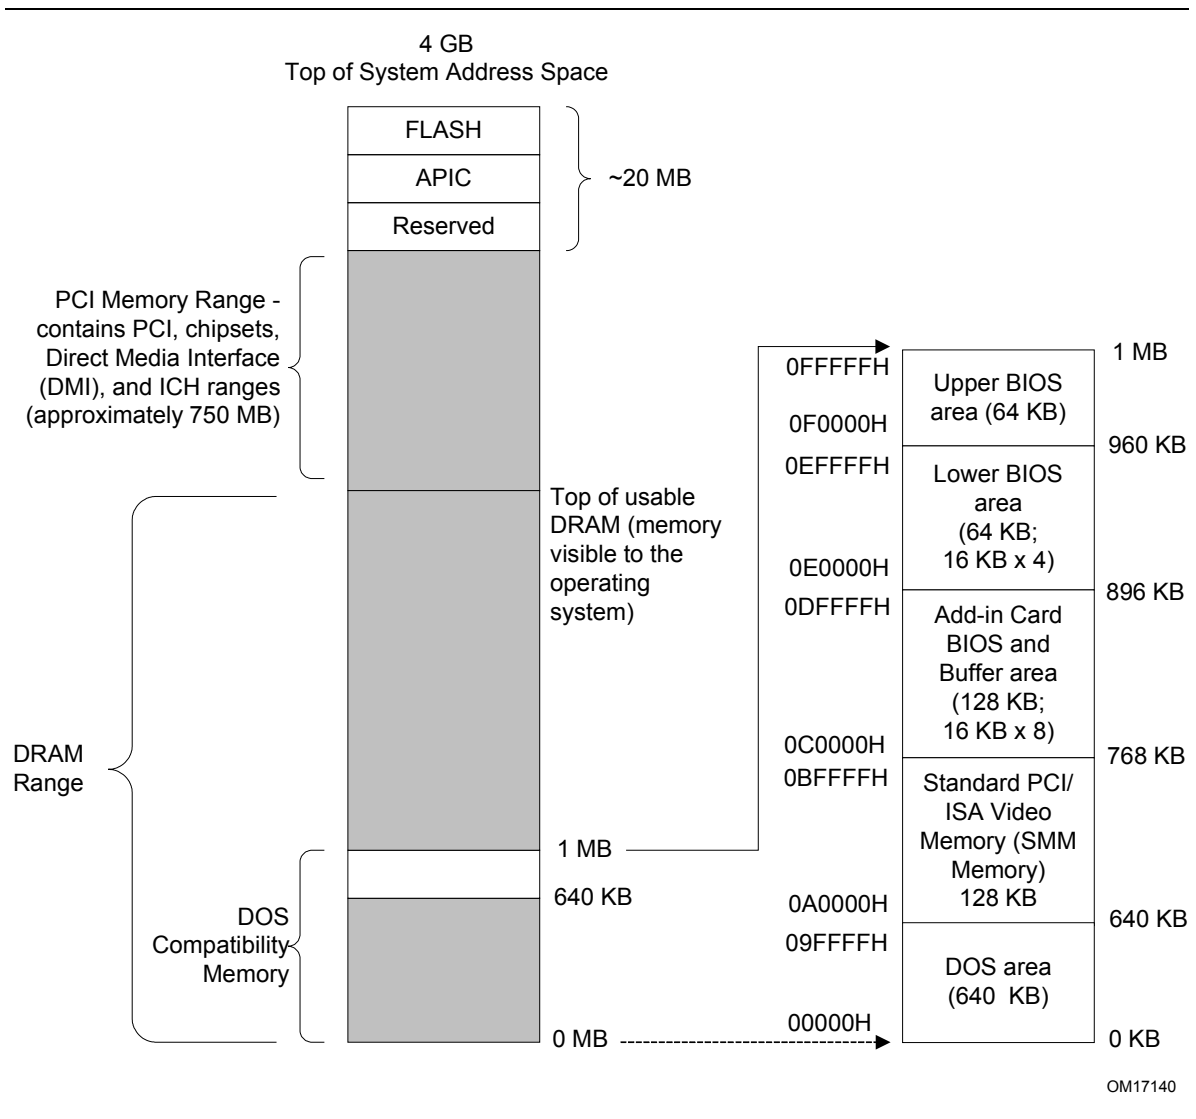 4 GB
Top of System Address Space
FLASH
APIC
Reserved
~20 MB
PCI Memory Range -
contains PCI, chipsets,
Direct Media Interface
(DMI), and ICH ranges
(approximately 750 MB)
Top of usable
DRAM (memory
visible to the
operating
system)
DRAM
Range
1 MB
640 KB
DOS
Compatibility
Memory
0 MB
0FFFFFH
1 MB
Upper BIOS
area (64 KB)
0F0000H
960 KB
0EFFFFH
Lower BIOS
area
(64 KB;
16 KB x 4)
0E0000H
896 KB
0DFFFFH
Add-in Card
BIOS and
Buffer area
(128 KB;
16 KB x 8)
0C0000H
768 KB
0BFFFFH
Standard PCI/
ISA Video
Memory (SMM
Memory)
128 KB
0A0000H
640 KB
09FFFFH
DOS area
(640 KB)
00000H
0 KB
OM17140